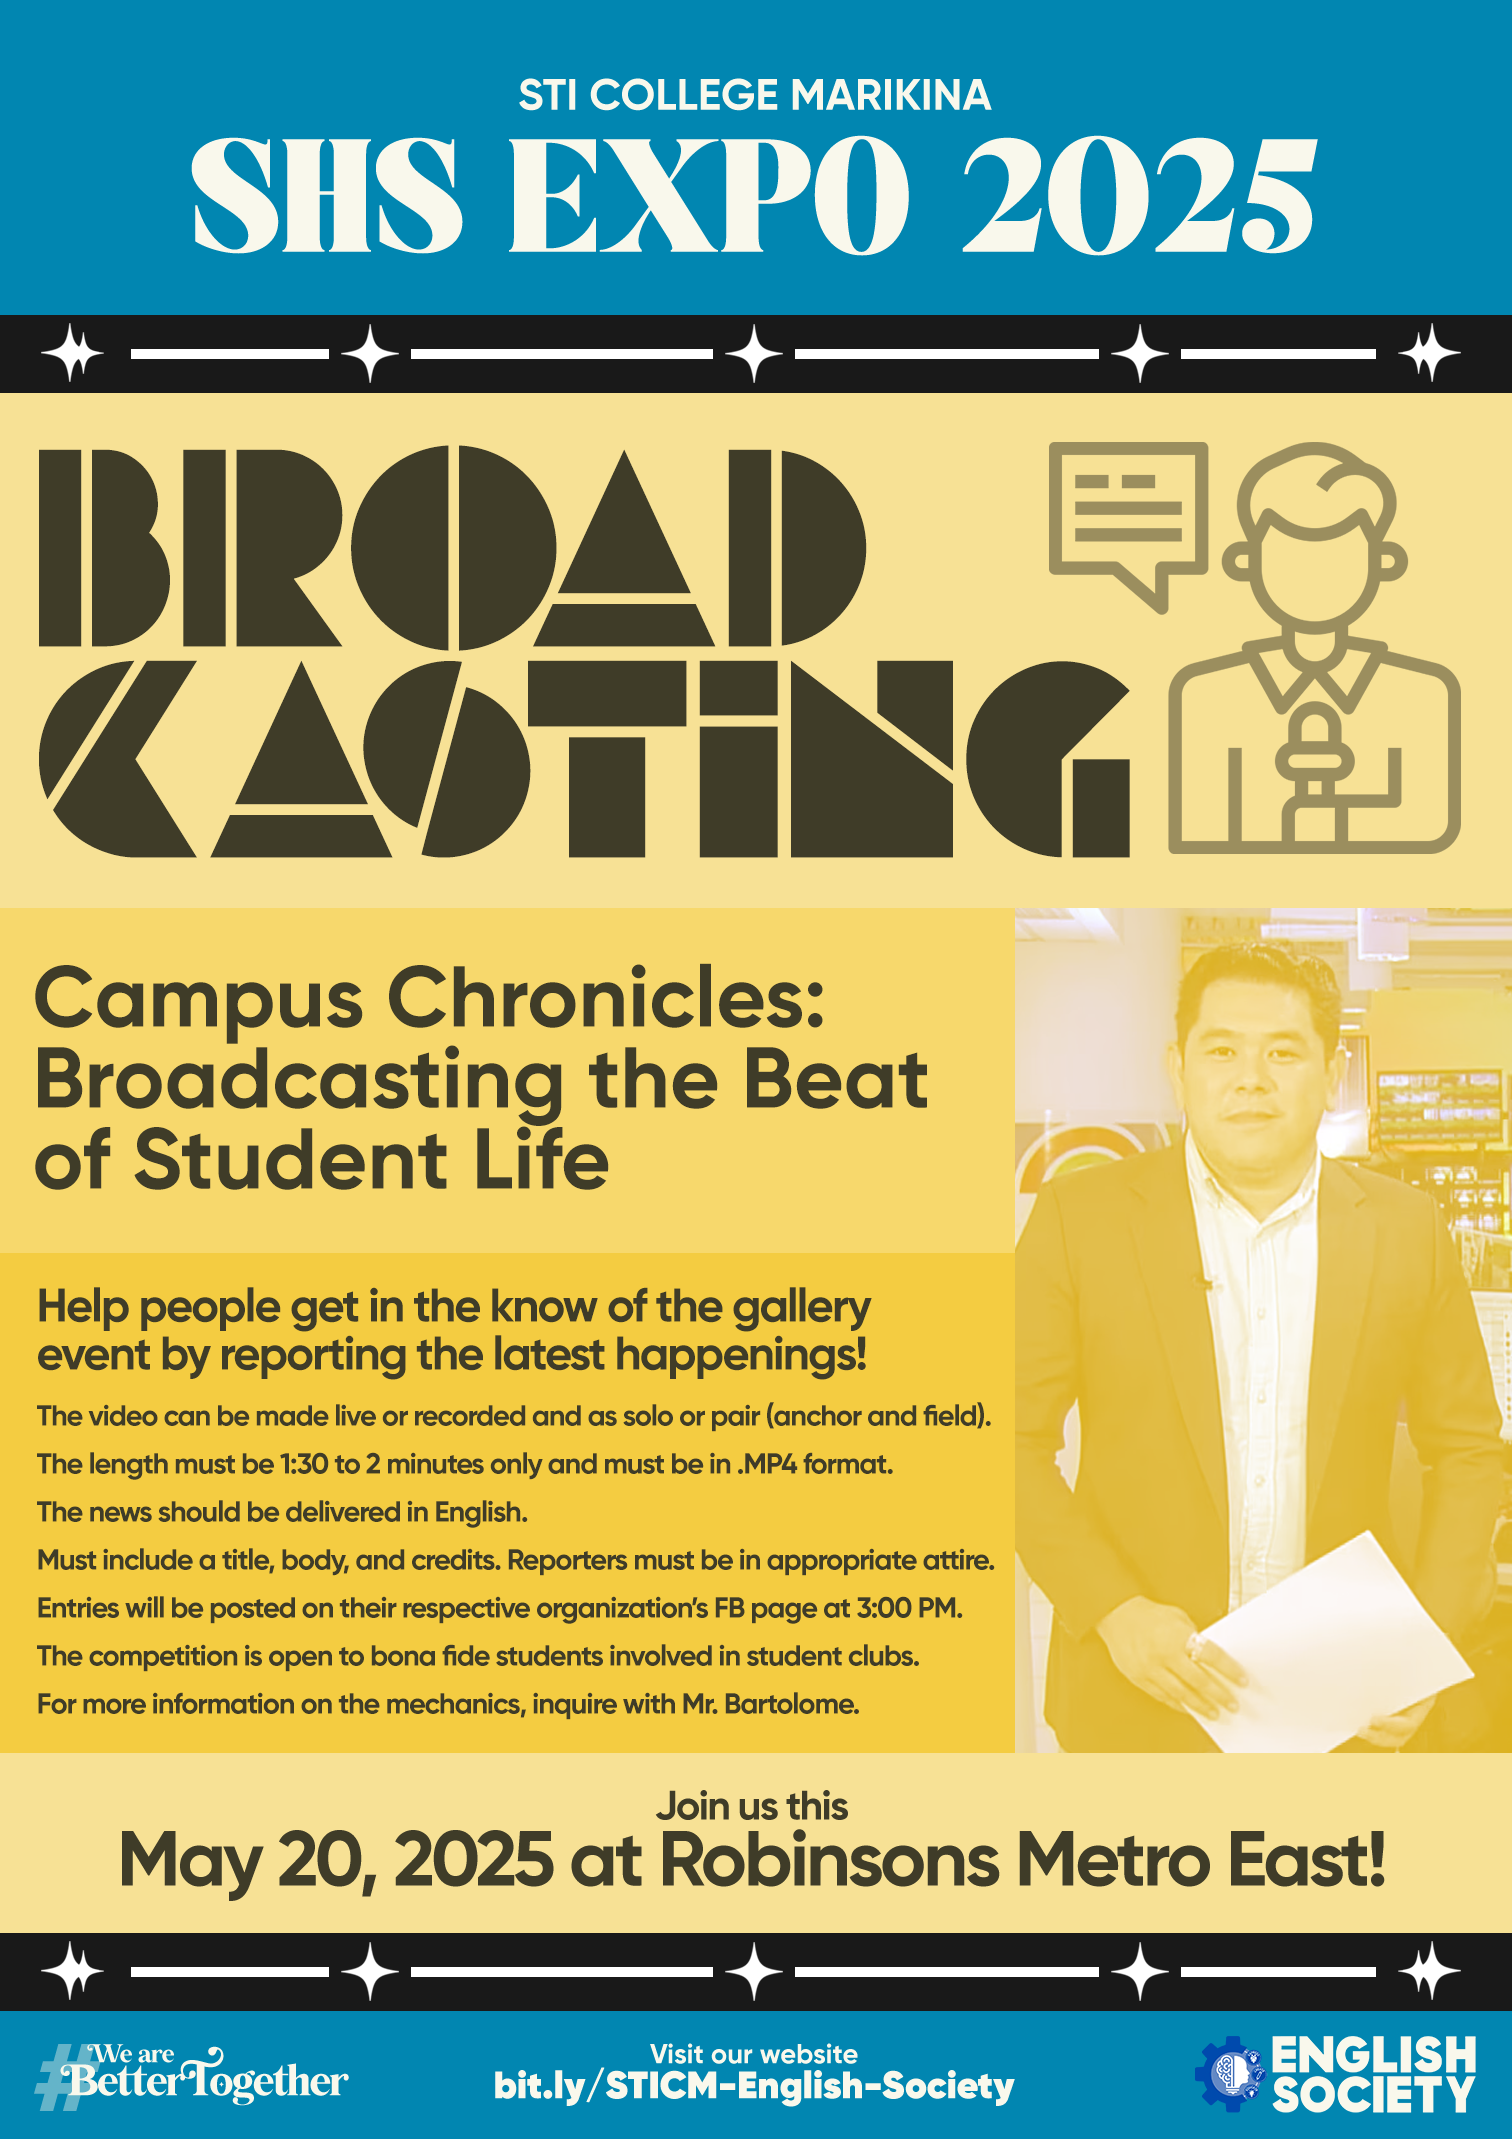 STI COLLEGE MARIKINA
SHS EXPO 2025
BROAD
CASTiNG
Campus Chronicles:
Broadcasting the Beat
of Student Life
Help people get in the know of the gallery
event by reporting the latest happenings!
The video can be made live or recorded and as solo or pair (anchor and field).
The length must be 1:30 to 2 minutes only and must be in .MP4 format.
The news should be delivered in English.
Must include a title, body, and credits. Reporters must be in appropriate attire.
Entries will be posted on their respective organization's FB page at 3:00 PM.
The competition is open to bona fide students involved in student clubs.
For more information on the mechanics, inquire with Mr. Bartolome.
Join us this
May 20, 2025 at Robinsons Metro East!
#We are
BetterTogether
Visit our website
bit.ly/STICM-English-Society
ENGLISH
SOCIETY